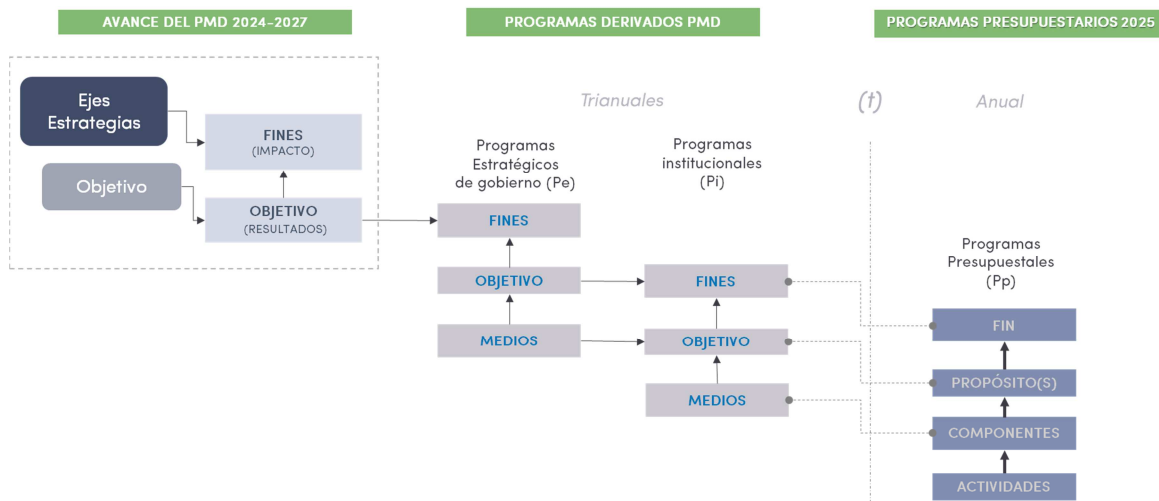 AVANCE DEL PMD 2024-2027
PROGRAMAS DERIVADOS PMD
PROGRAMAS PRESUPUESTARIOS 2025
Ejes
Estrategias
FINES
(IMPACTO)
Objetivo
OBJETIVO
(RESULTADOS)
Trianuales
(t)
Anual
Programas
Estratégicos
de gobierno (Pe)
FINES
OBJETIVO
MEDIOS
Programas
institucionales
(Pi)
FINES
OBJETIVO
MEDIOS
Programas
Presupuestales
(Pp)
FIN
PROPÓSITO(S)
COMPONENTES
ACTIVIDADES